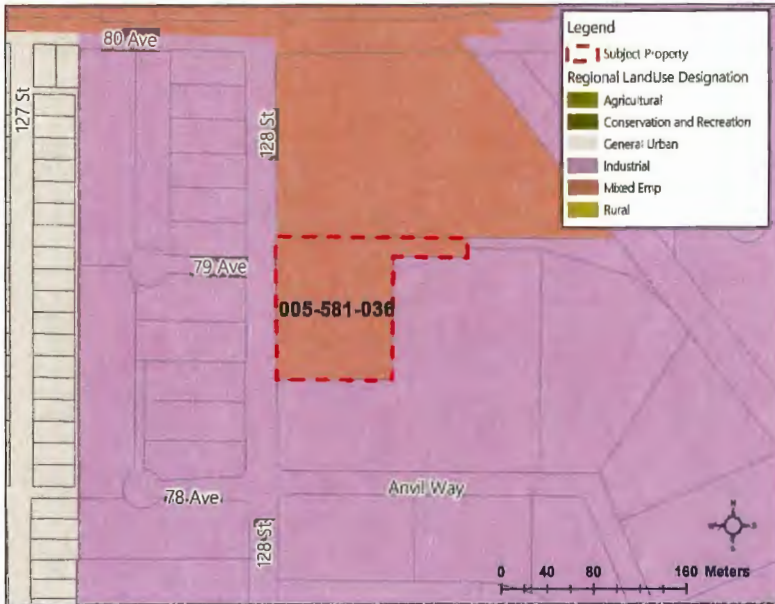 80 Ave
127 St
128 St
79 Ave
005-581-036
78 Ave
Anvil Way
128 St
Legend
Subject Property
Regional LandUse Designation
Agricultural
Conservation and Recreation
General Urban
Industrial
Mixed Emp
Rural
N
S
0 40 80 160 Meters